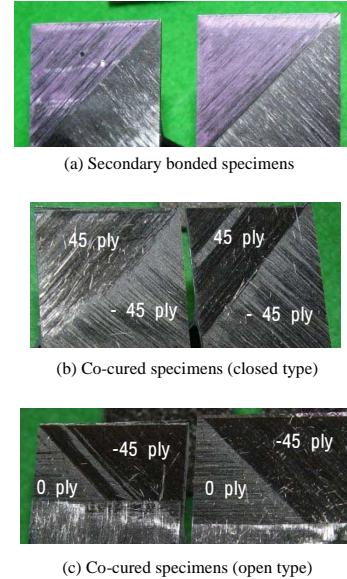 (a) Secondary bonded specimens
45 ply
45 ply
- 45 ply
- 45 ply
(b) Co-cured specimens (closed type)
-45 ply
-45 ply
0 ply
0 ply
(c) Co-cured specimens (open type)